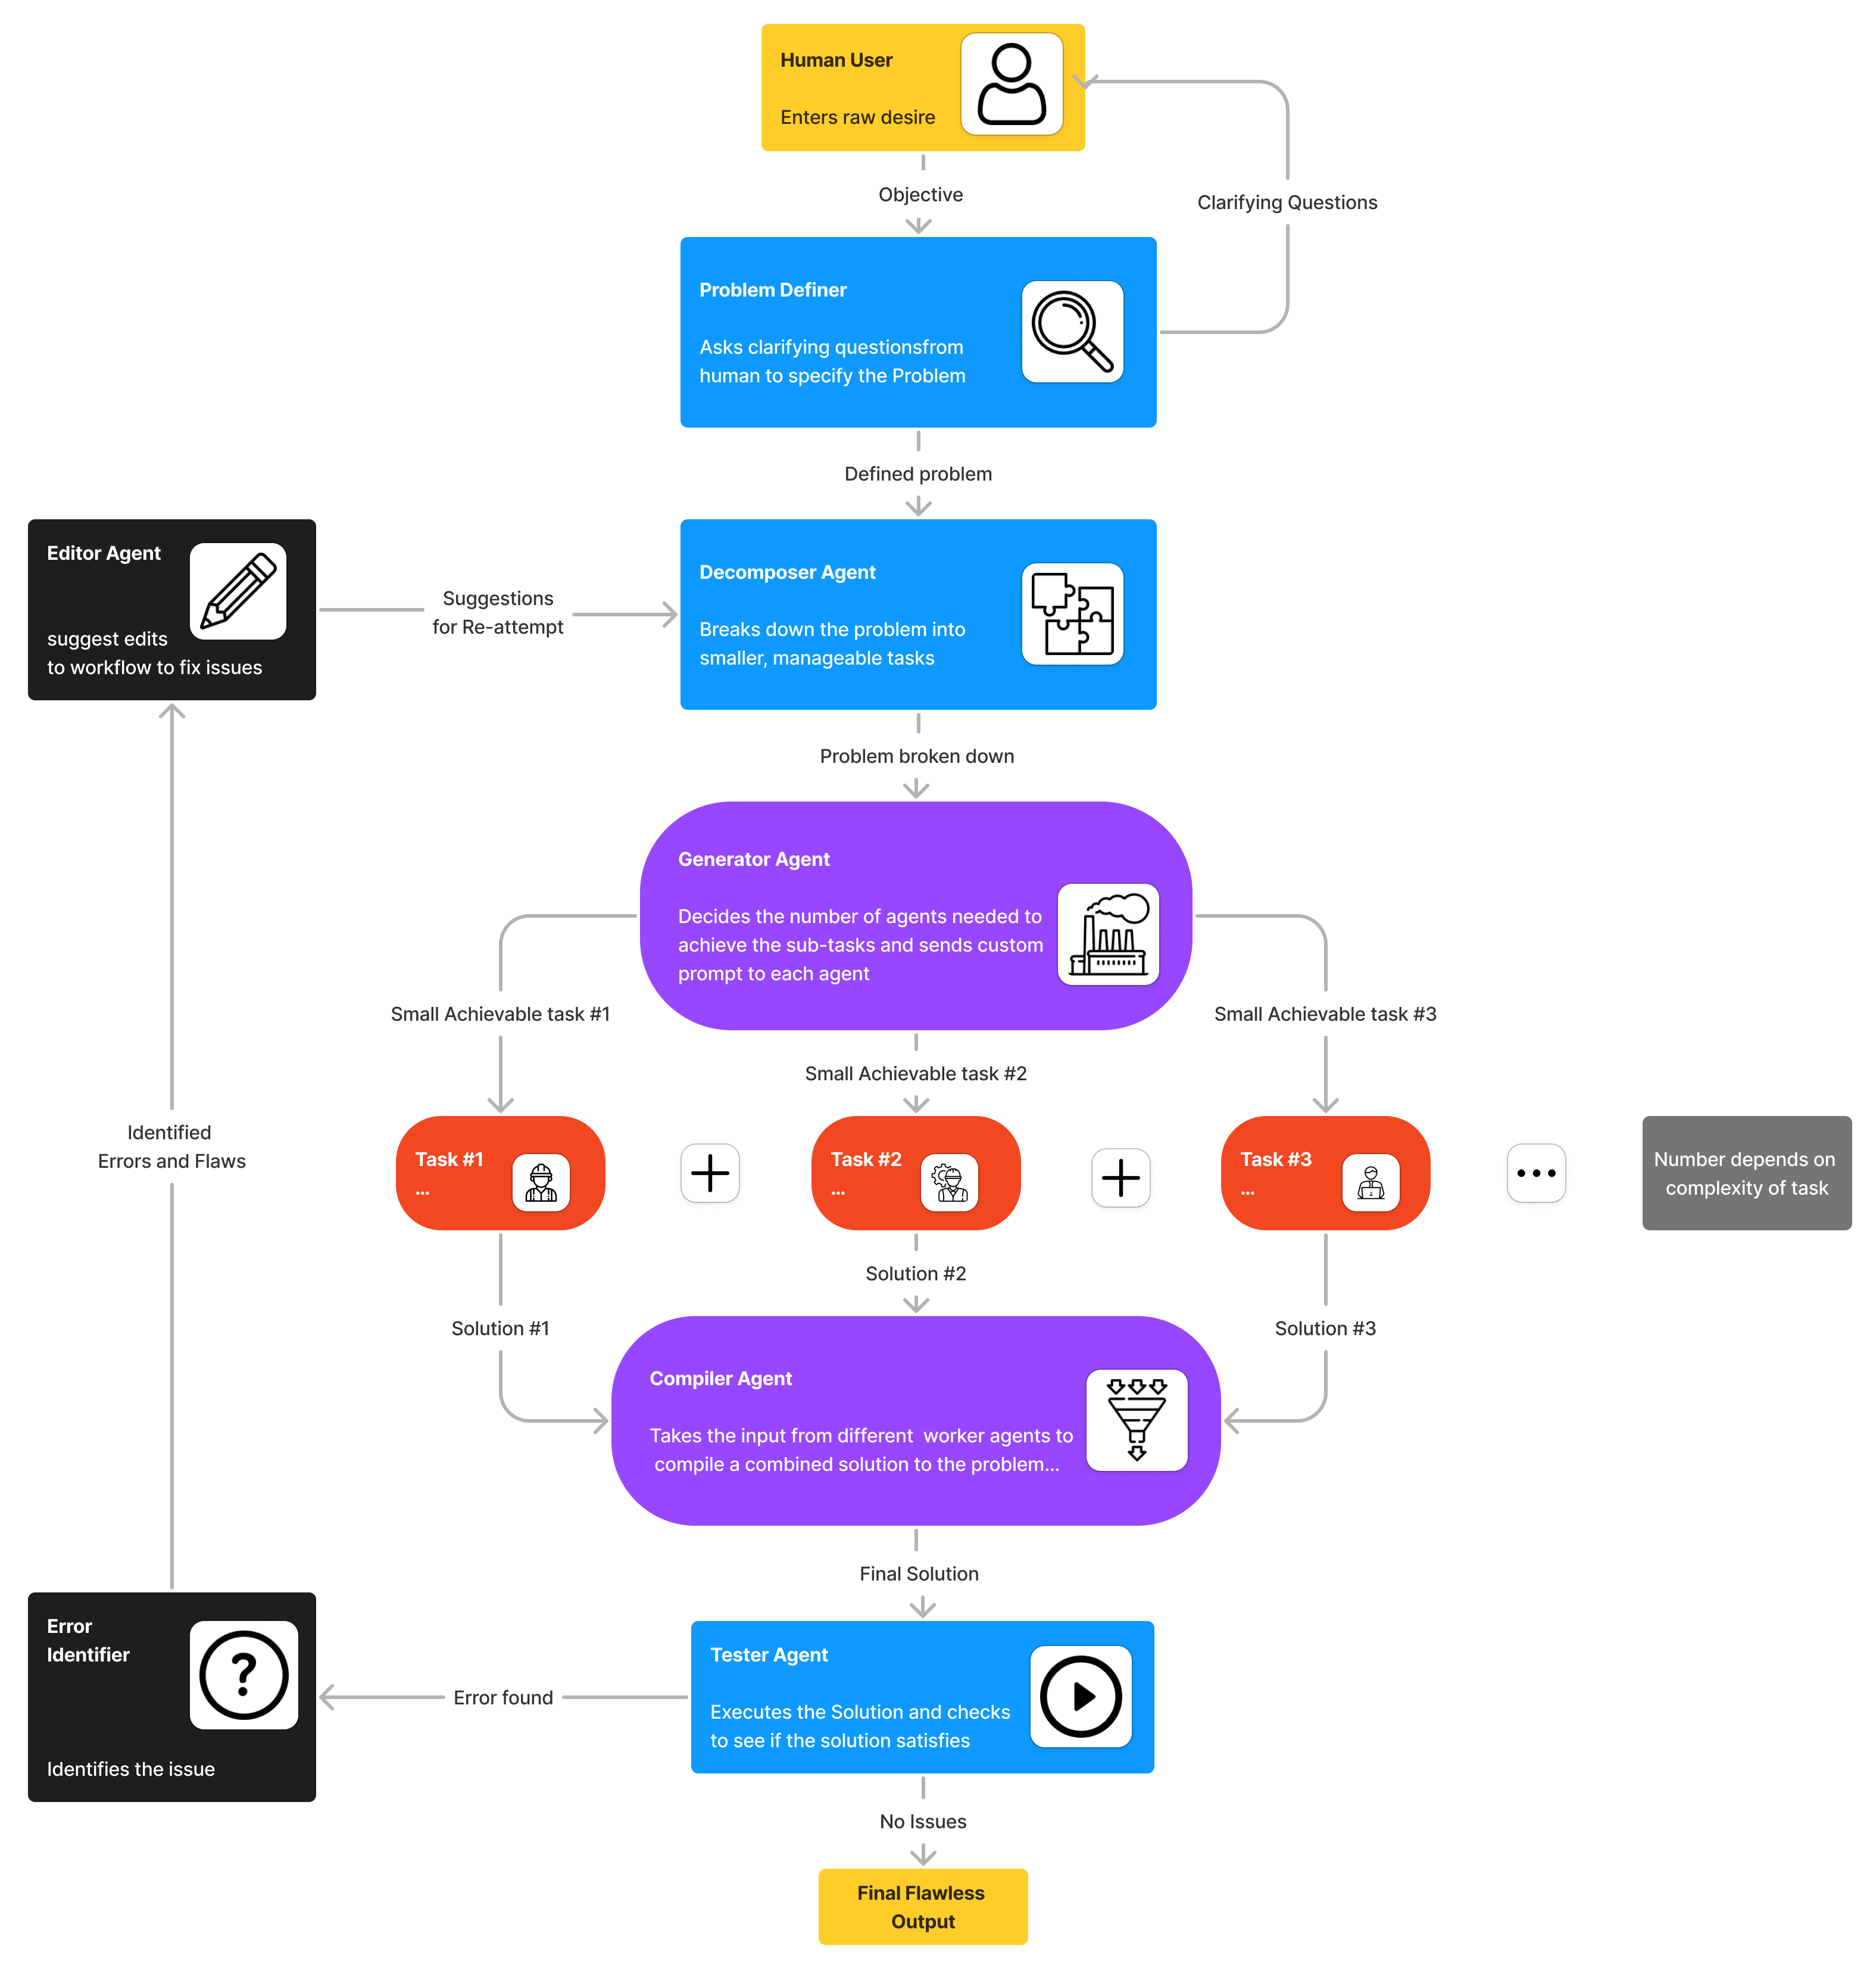 Human User
Enters raw desire
Objective
Clarifying Questions
Problem Definer
Asks clarifying questionsfrom
human to specify the Problem
Defined problem
Editor Agent
suggest edits
to workflow to fix issues
Suggestions
for Re-attempt
Decomposer Agent
Breaks down the problem into
smaller, manageable tasks
Problem broken down
Generator Agent
Decides the number of agents needed to
achieve the sub-tasks and sends custom
prompt to each agent
Small Achievable task #1
Small Achievable task #3
Small Achievable task #2
Identified
Errors and Flaws
Task #1
...
Task #2
...
Task #3
...
Number depends on
complexity of task
Solution #2
Solution #1
Solution #3
Compiler Agent
Takes the input from different  worker agents to
compile a combined solution to the problem...
Final Solution
Error
Identifier
Identifies the issue
Error found
Tester Agent
Executes the Solution and checks
to see if the solution satisfies
No Issues
Final Flawless
Output